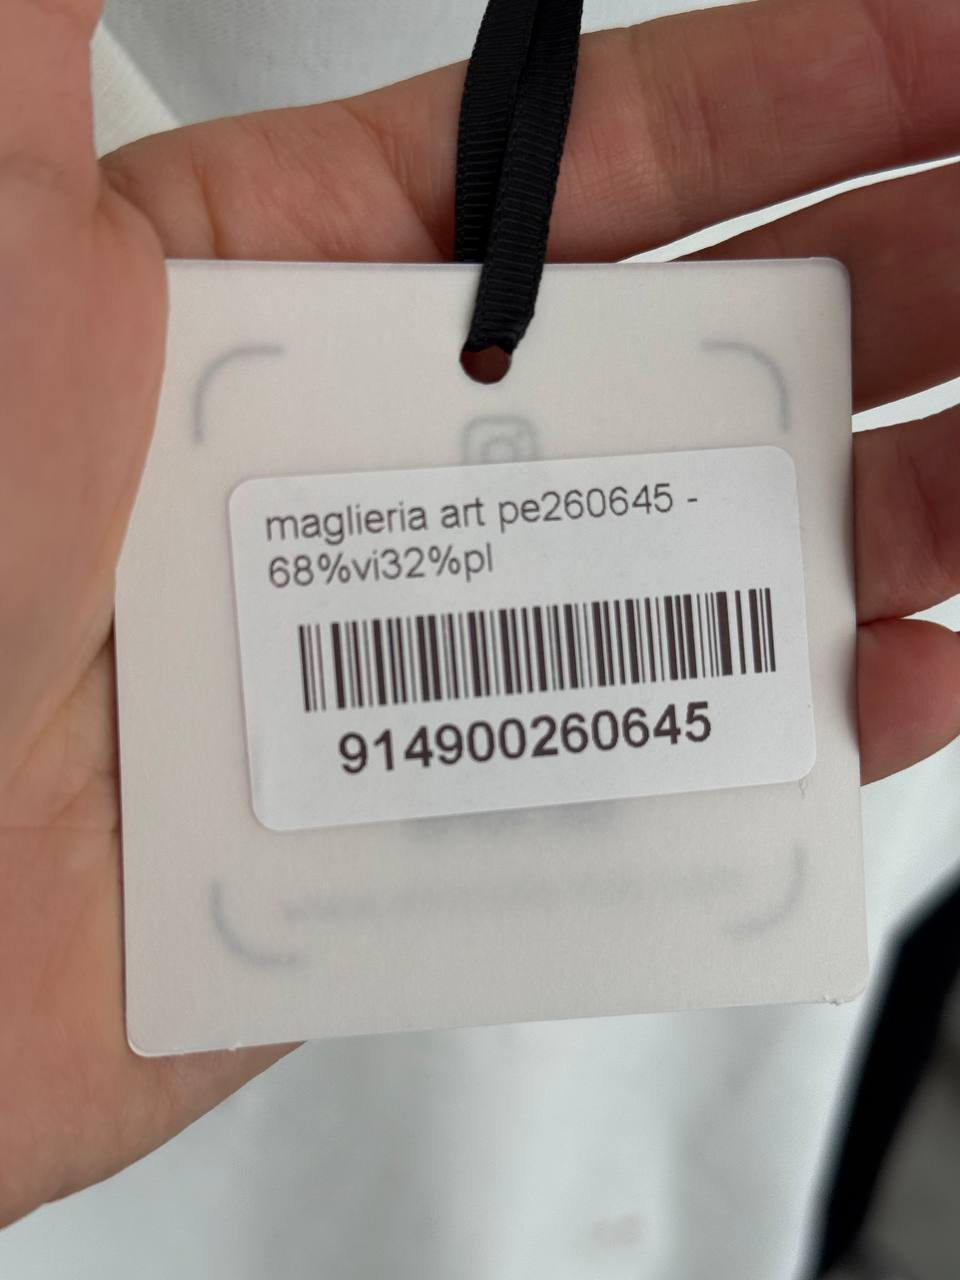 maglieria art pe260645 -
68%vi32%pl
914900260645